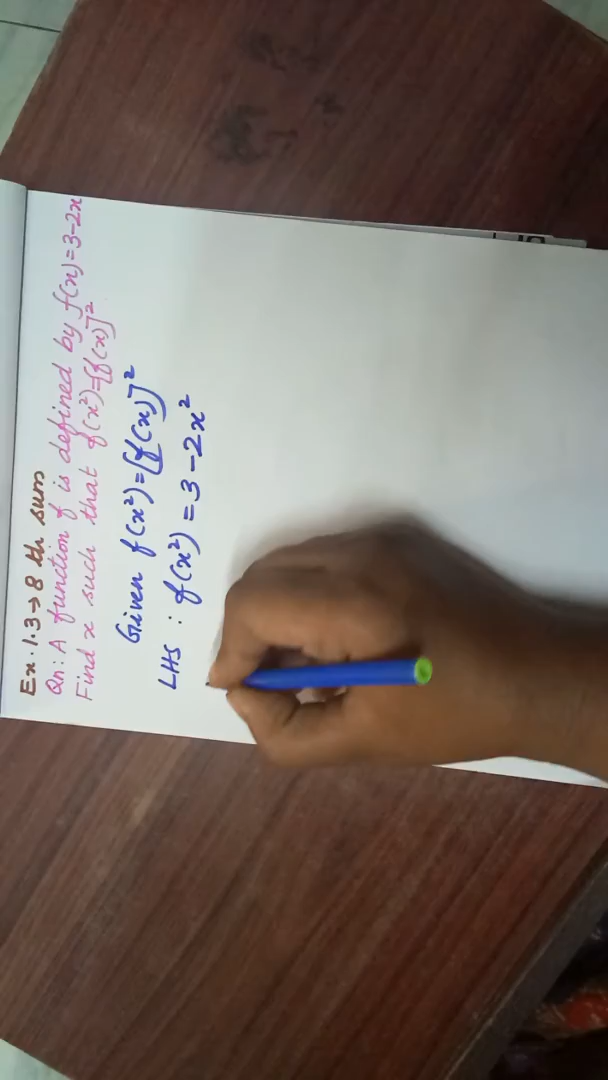 Ex. 1.3→8 th sum
Qn: A function f is defined by f(x)=3-2x
Find x such that f(x²)=[f(x)]²
Given f(x²)=[f(x)]²
LHS : f(x²) =3-2x²